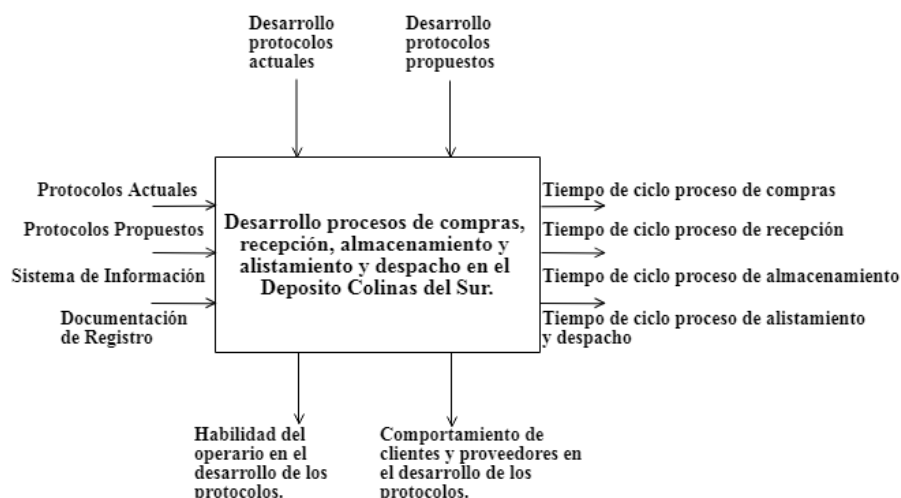 Desarrollo
protocolos
actuales
Desarrollo
protocolos
propuestos
Protocolos Actuales
Protocolos Propuestos
Sistema de Información
Documentación
de Registro
Desarrollo procesos de compras,
recepción, almacenamiento y
alistamiento y despacho en el
Deposito Colinas del Sur.
Tiempo de ciclo proceso de compras
Tiempo de ciclo proceso de recepción
Tiempo de ciclo proceso de almacenamiento
Tiempo de ciclo proceso de alistamiento
y despacho
Habilidad del
operario en el
desarrollo de los
protocolos.
Comportamiento de
clientes y proveedores en
el desarrollo de los
protocolos.